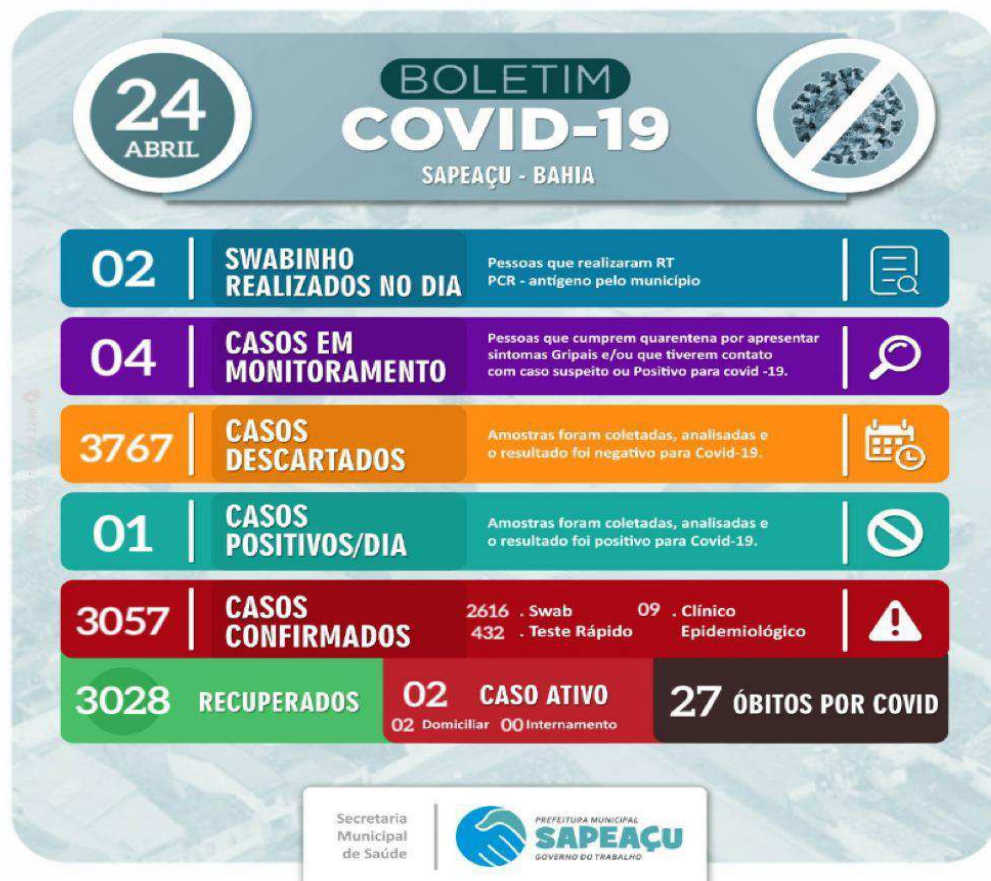 24
ABRIL
BOLETIM
COVID-19
SAPEAÇU - BAHIA
02
SWABINHO
REALIZADOS NO DIA
Pessoas que realizaram RT
PCR - antígeno pelo município
04
CASOS EM
MONITORAMENTO
Pessoas que cumprem quarentena por apresentar
sintomas Gripais e/ou que tiverem contato
com caso suspeito ou Positivo para covid -19.
3767
CASOS
DESCARTADOS
Amostras foram coletadas, analisadas e
o resultado foi negativo para Covid-19.
01
CASOS
POSITIVOS/DIA
Amostras foram coletadas, analisadas e
o resultado foi positivo para Covid-19.
3057
CASOS
CONFIRMADOS
2616 . Swab
432 . Teste Rápido
09 . Clínico
Epidemiológico
3028 RECUPERADOS
02 CASO ATIVO
02 Domiciliar 00 Internamento
27 ÓBITOS POR COVID
Secretaria
Municipal
de Saúde
PREFEITURA MUNICIPAL
SAPEAÇU
GOVERNO DO TRABALHO